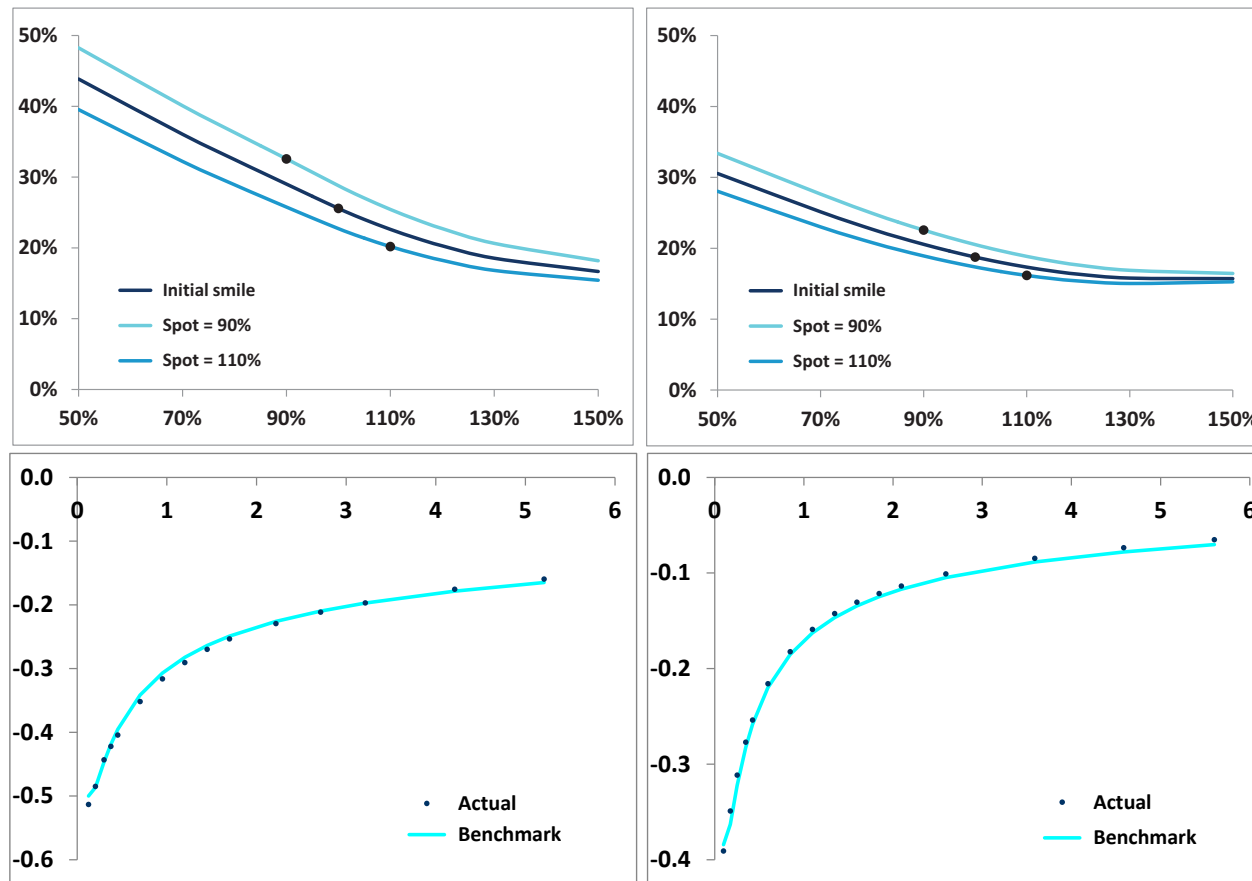 50%
40%
30%
20%
10%
0%
Initial smile
Spot = 90%
Spot = 110%
50% 70% 90% 110% 130% 150%
50%
40%
30%
20%
10%
0%
Initial smile
Spot = 90%
Spot = 110%
50% 70% 90% 110% 130% 150%
0.0
0 1 2 3 4 5 6
-0.1
-0.2
-0.3
-0.4
-0.5
-0.6
Actual
Benchmark
0.0
0 1 2 3 4 5 6
-0.1
-0.2
-0.3
-0.4
Actual
Benchmark